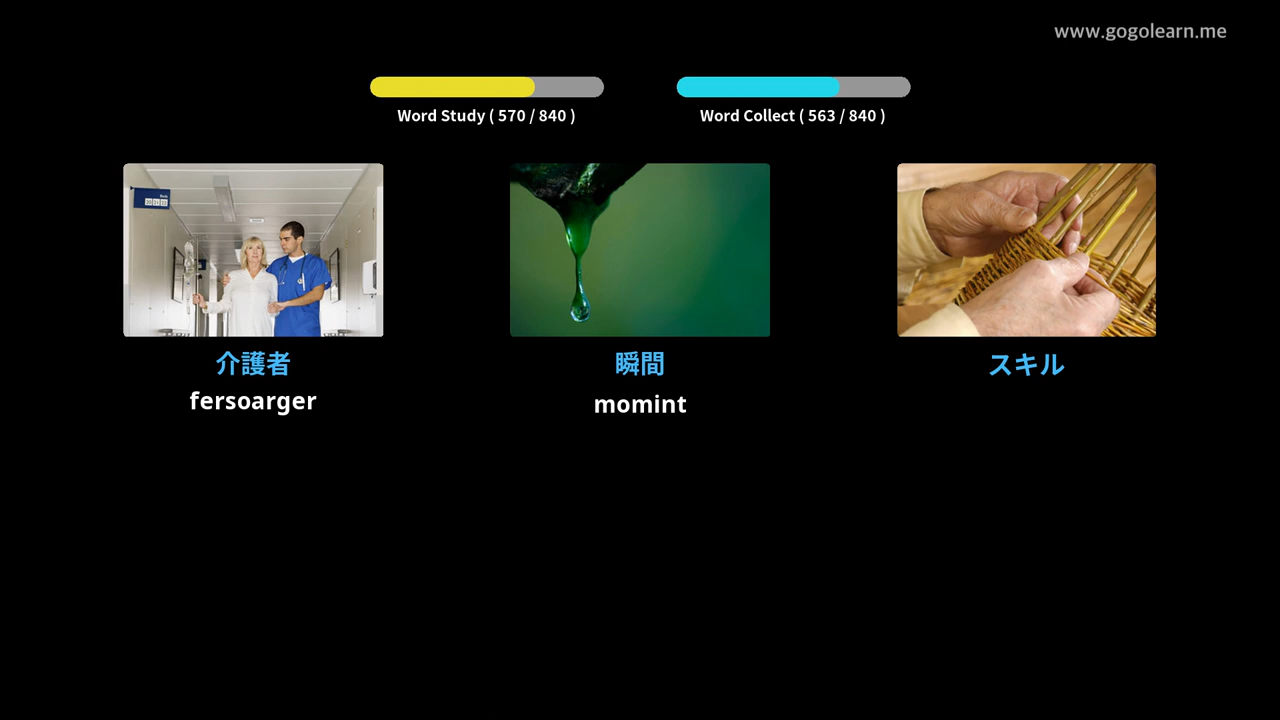 www.gogolearn.me
Word Study ( 570 / 840 )
Word Collect ( 563 / 840 )
介護者
瞬間
スキル
fersoarger
momint